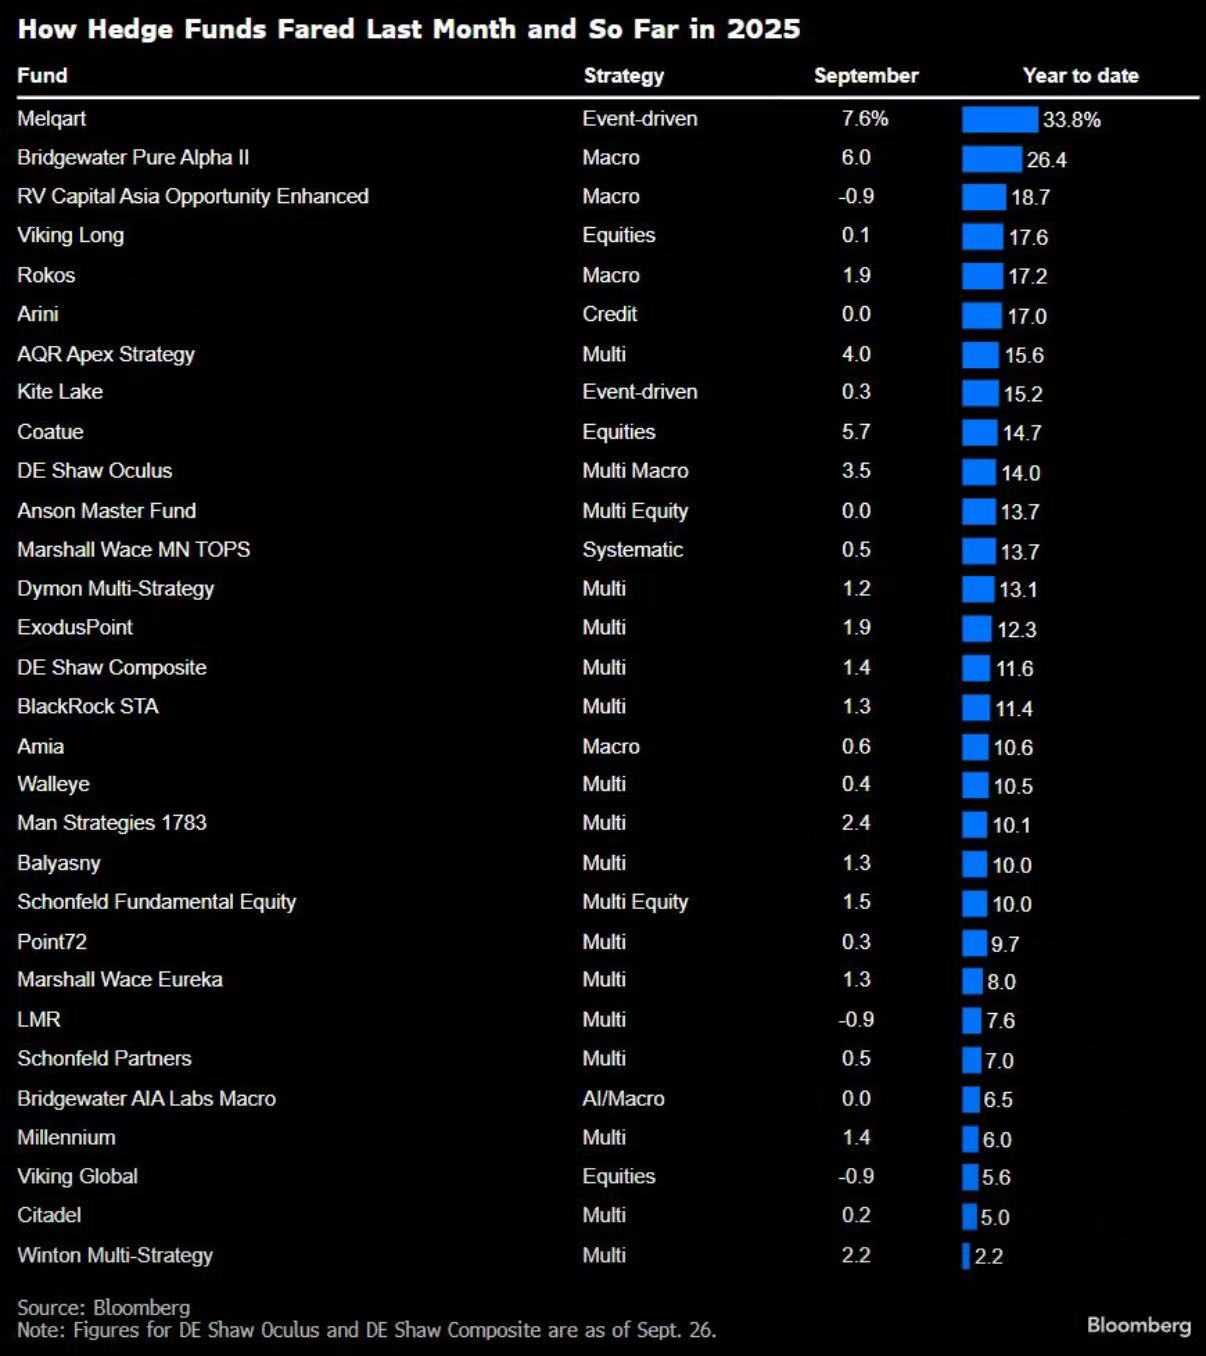 How Hedge Funds Fared Last Month and So Far in 2025
Fund Strategy September Year to date
Melqart Event-driven 7.6% 33.8%
Bridgewater Pure Alpha II Macro 6.0 26.4
RV Capital Asia Opportunity Enhanced Macro -0.9 18.7
Viking Long Equities 0.1 17.6
Rokos Macro 1.9 17.2
Arini Credit 0.0 17.0
AQR Apex Strategy Multi 4.0 15.6
Kite Lake Event-driven 0.3 15.2
Coatue Equities 5.7 14.7
DE Shaw Oculus Multi Macro 3.5 14.0
Anson Master Fund Multi Equity 0.0 13.7
Marshall Wace MN TOPS Systematic 0.5 13.7
Dymon Multi-Strategy Multi 1.2 13.1
ExodusPoint Multi 1.9 12.3
DE Shaw Composite Multi 1.4 11.6
BlackRock STA Multi 1.3 11.4
Amia Macro 0.6 10.6
Walleye Multi 0.4 10.5
Man Strategies 1783 Multi 2.4 10.1
Balyasny Multi 1.3 10.0
Schonfeld Fundamental Equity Multi Equity 1.5 10.0
Point72 Multi 0.3 9.7
Marshall Wace Eureka Multi 1.3 8.0
LMR Multi -0.9 7.6
Schonfeld Partners Multi 0.5 7.0
Bridgewater AIA Labs Macro AI/Macro 0.0 6.5
Millennium Multi 1.4 6.0
Viking Global Equities -0.9 5.6
Citadel Multi 0.2 5.0
Winton Multi-Strategy Multi 2.2 2.2
Source: Bloomberg
Note: Figures for DE Shaw Oculus and DE Shaw Composite are as of Sept. 26.
Bloomberg